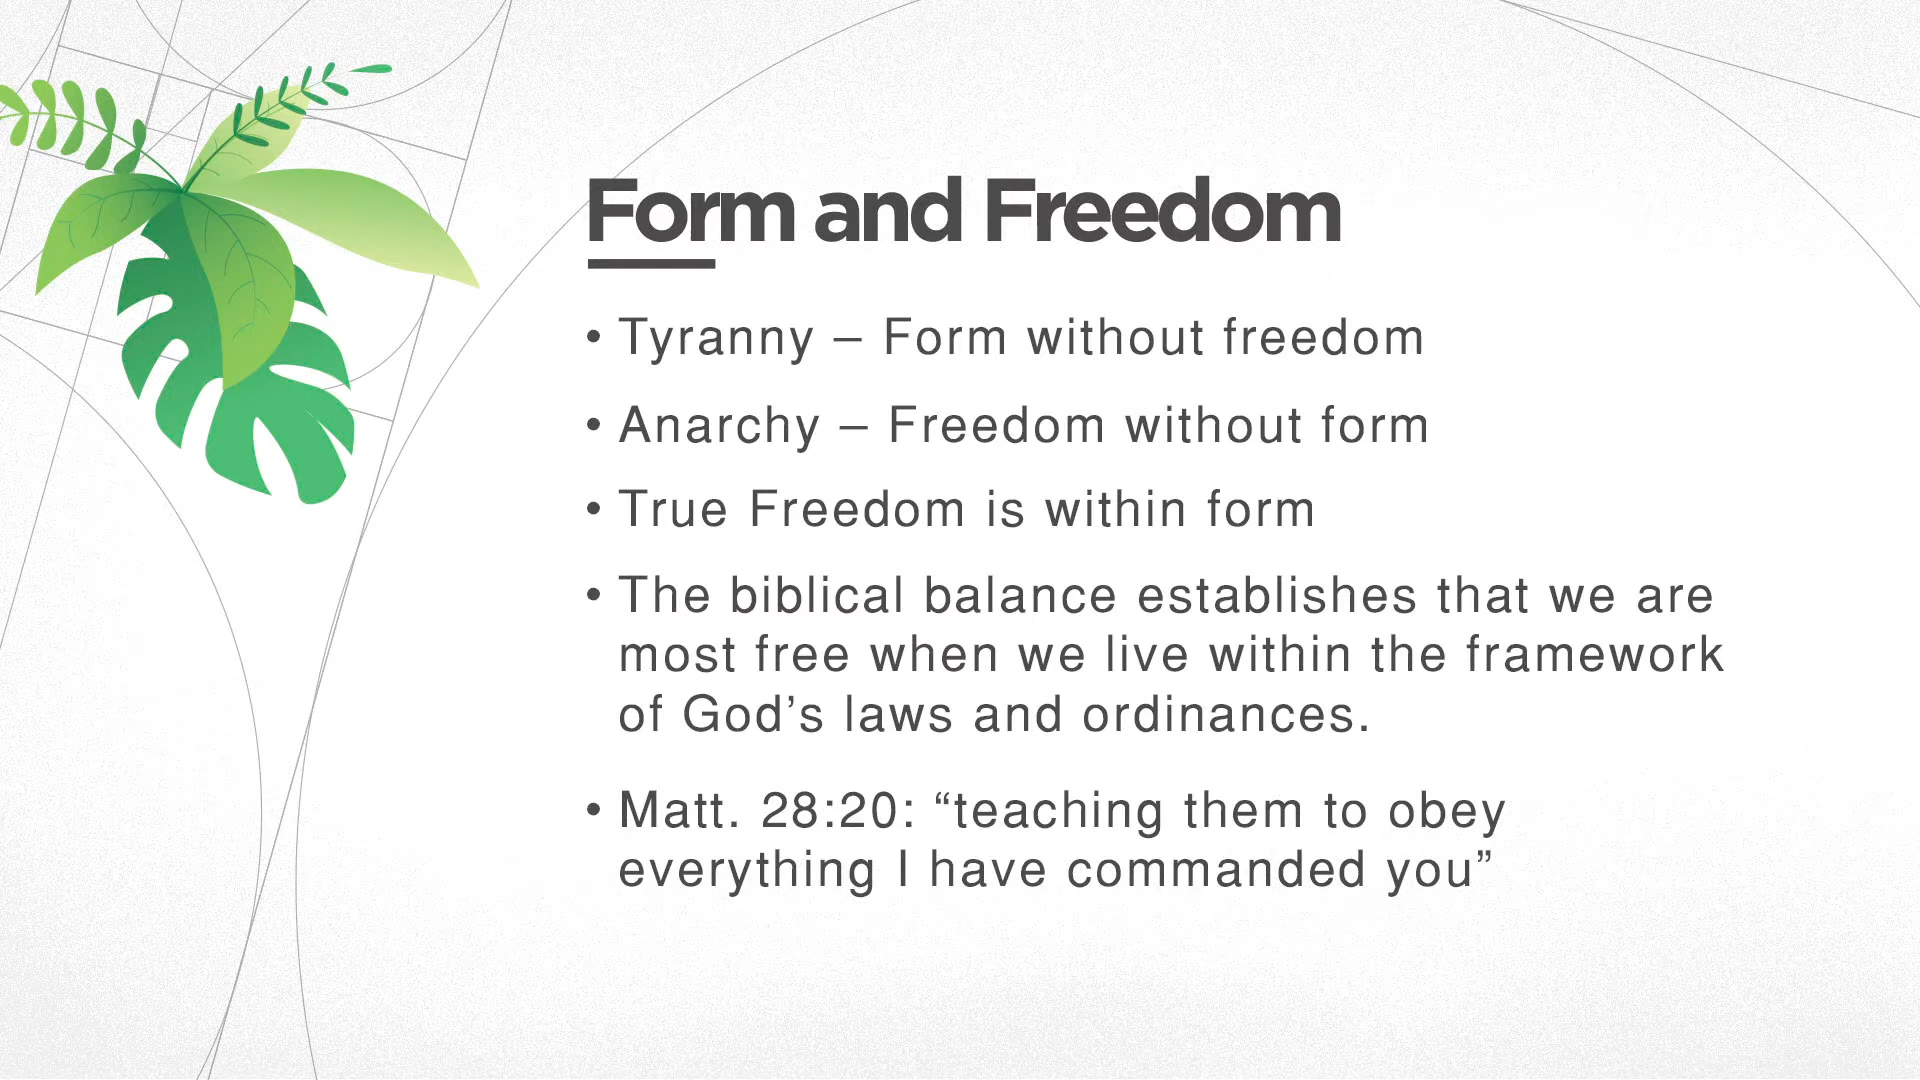 Form and Freedom
• Tyranny – Form without freedom
• Anarchy – Freedom without form
• True Freedom is within form
• The biblical balance establishes that we are
most free when we live within the framework
of God’s laws and ordinances.
• Matt. 28:20: “teaching them to obey
everything I have commanded you”